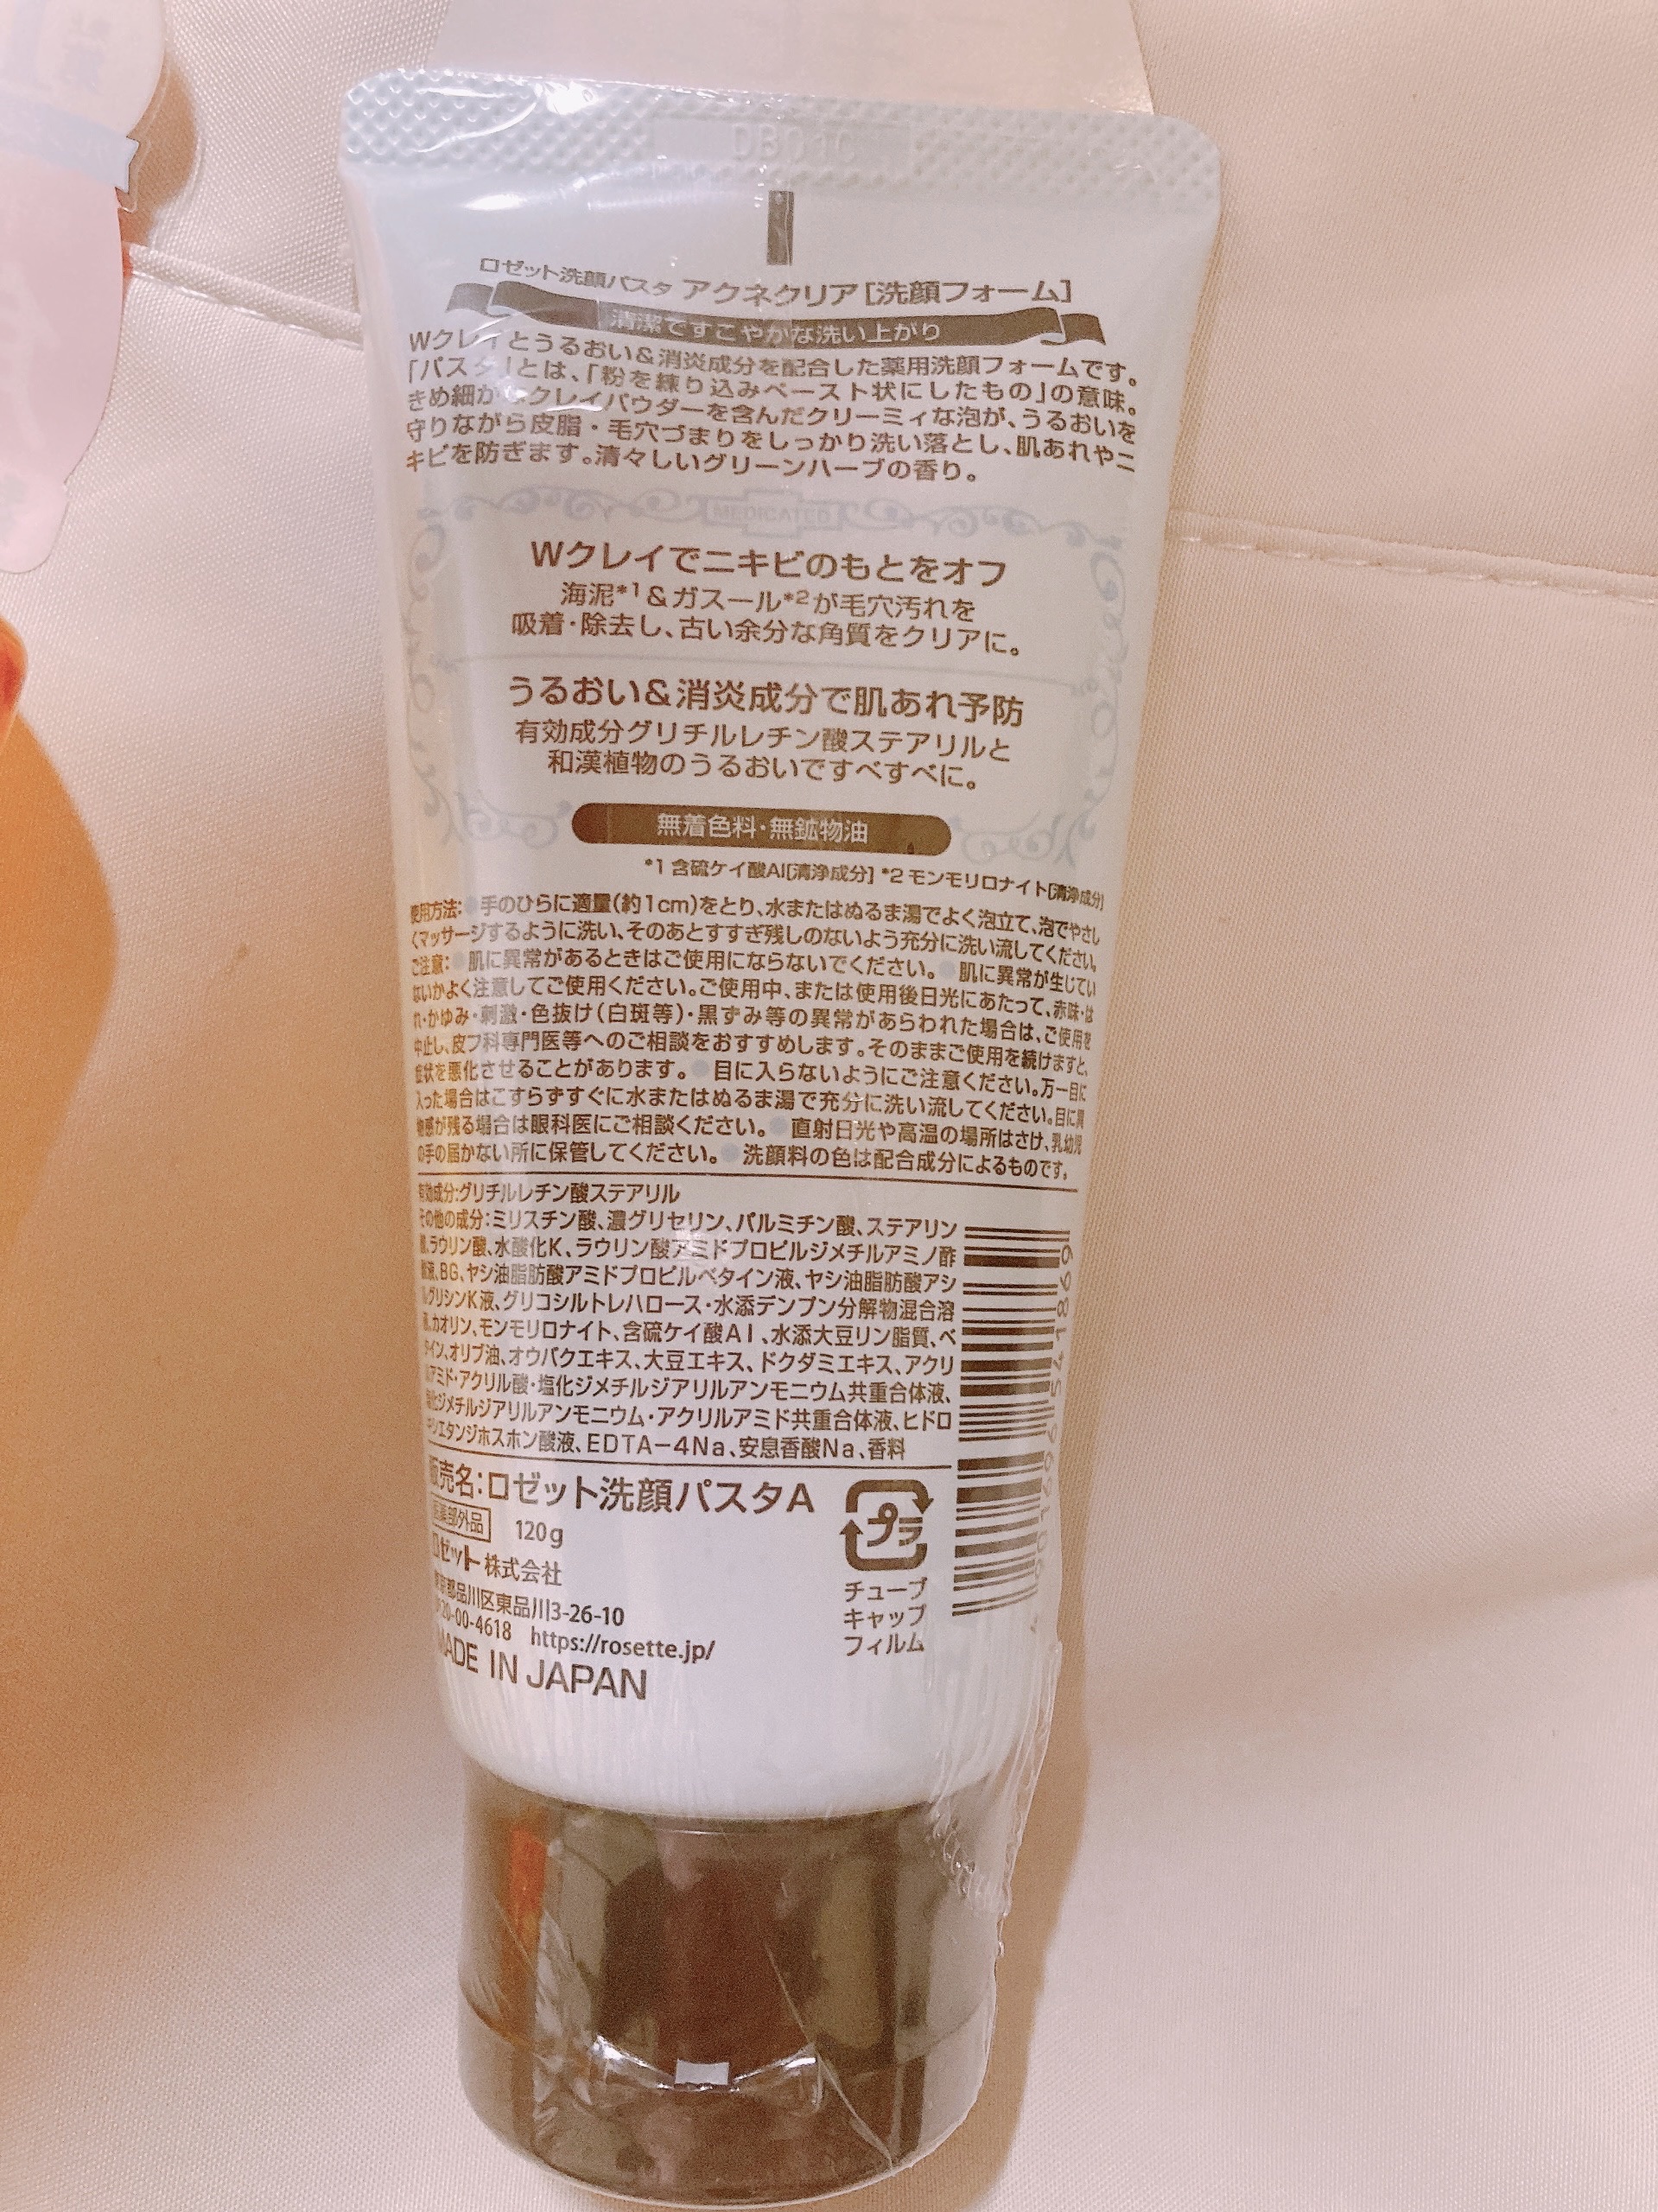 DB01C
ロゼット洗顔パスタ アクネクリア[洗顔フォーム]
清潔ですこやかな洗い上がり
Wクレイとうるおい&消炎成分を配合した薬用洗顔フォームです。
「パスタ」とは、「粉を練り込みペースト状にしたもの」の意味。
きめ細かいクレイパウダーを含んだクリーミィな泡が、うるおいを
守りながら皮脂・毛穴づまりをしっかり洗い落とし、肌あれやニ
キビを防ぎます。清々しいグリーンハーブの香り。
MEDICATED
Wクレイでニキビのもとをオフ
海泥*1&ガスール*2が毛穴汚れを
吸着・除去し、古い余分な角質をクリアに。
うるおい&消炎成分で肌あれ予防
有効成分グリチルレチン酸ステアリルと
和漢植物のうるおいですべすべに。
無着色料・無鉱物油
*1 含硫ケイ酸Al[清浄成分] *2 モンモリロナイト[清浄成分]
使用方法:●手のひらに適量(約1cm)をとり、水またはぬるま湯でよく泡立て、泡でやさし
くマッサージするように洗い、そのあとすすぎ残しのないよう充分に洗い流してください。
ご注意:●肌に異常があるときはご使用にならないでください。●肌に異常が生じてい
ないかよく注意してご使用ください。ご使用中、または使用後日光にあたって、赤味・は
れ・かゆみ・刺激・色抜け(白斑等)・黒ずみ等の異常があらわれた場合は、ご使用を
中止し、皮フ科専門医等へのご相談をおすすめします。そのままご使用を続けますと、
症状を悪化させることがあります。●目に入らないようにご注意ください。万一目に
入った場合はこすらずすぐに水またはぬるま湯で充分に洗い流してください。目に異
物感が残る場合は眼科医にご相談ください。●直射日光や高温の場所はさけ、乳幼児
の手の届かない所に保管してください。●洗顔料の色は配合成分によるものです。
有効成分:グリチルレチン酸ステアリル
その他の成分:ミリスチン酸、濃グリセリン、パルミチン酸、ステアリン
酸、ラウリン酸、水酸化K、ラウリン酸アミドプロピルジメチルアミノ酢
酸液、BG、ヤシ油脂肪酸アミドプロピルベタイン液、ヤシ油脂肪酸アシ
ルグリシンK液、グリコシルトレハロース・水添デンプン分解物混合溶
液、カオリン、モンモリロナイト、含硫ケイ酸Al、水添大豆リン脂質、ベ
タイン、オリブ油、オウバクエキス、大豆エキス、ドクダミエキス、アクリ
ルアミド・アクリル酸・塩化ジメチルジアリルアンモニウム共重合体液、
塩化ジメチルジアリルアンモニウム・アクリルアミド共重合体液、ヒドロ
キシエタンジホスホン酸液、EDTA-4Na、安息香酸Na、香料
販売名:ロゼット洗顔パスタA
医薬部外品 120g
ロゼット株式会社
東京都品川区東品川3-26-10
0120-00-4618 https://rosette.jp/
MADE IN JAPAN
プラ
チューブ
キャップ
フィルム